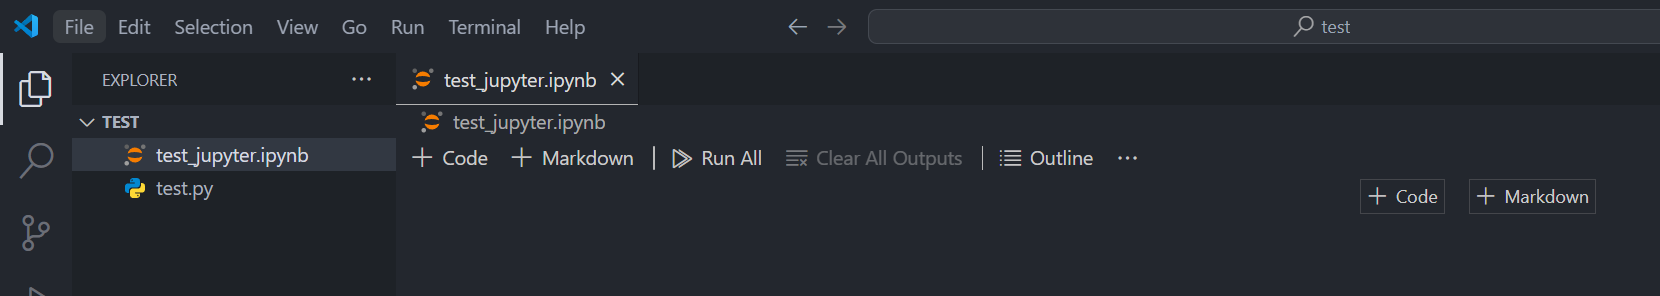 File Edit Selection View Go Run Terminal Help test
EXPLORER test_jupyter.ipynb
TEST test_jupyter.ipynb
test_jupyter.ipynb Code Markdown Run All Clear All Outputs Outline
test.py Code Markdown